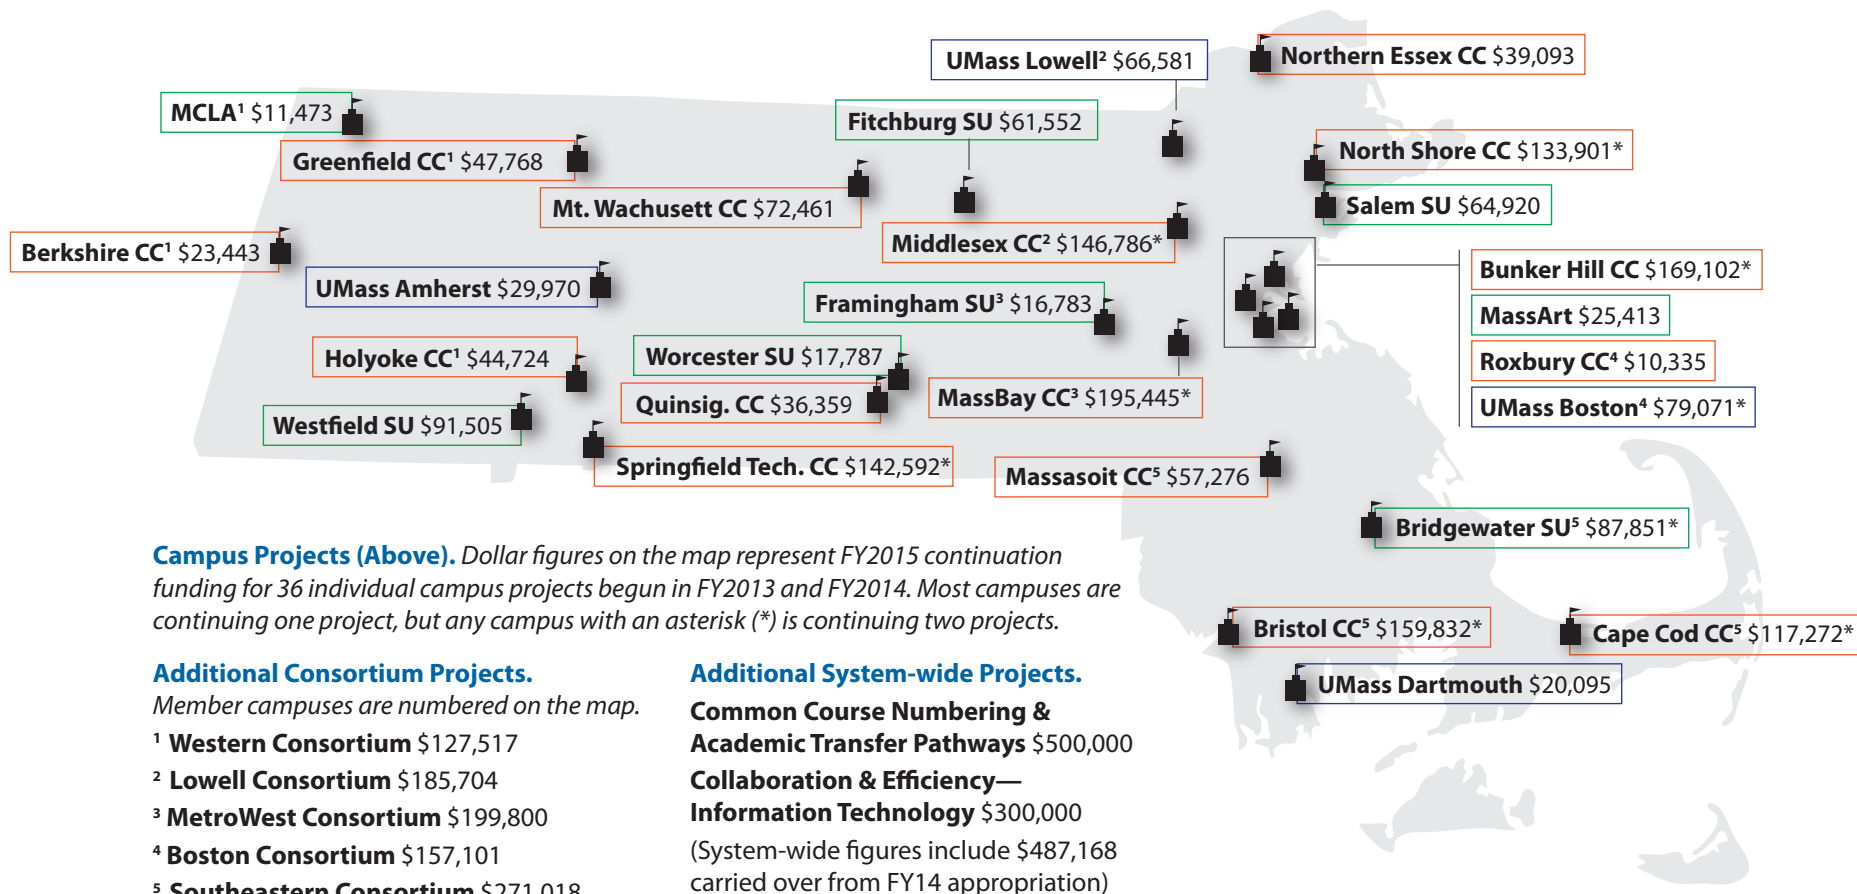 UMass Lowell² $66,581
Northern Essex CC $39,093
MCLA¹ $11,473
Fitchburg SU $61,552
Greenfield CC¹ $47,768
North Shore CC $133,901*
Mt. Wachusett CC $72,461
Salem SU $64,920
Berkshire CC¹ $23,443
Middlesex CC² $146,786*
UMass Amherst $29,970
Framingham SU³ $16,783
Bunker Hill CC $169,102*
MassArt $25,413
Roxbury CC⁴ $10,335
UMass Boston⁴ $79,071*
Holyoke CC¹ $44,724
Worcester SU $17,787
Quinsig. CC $36,359
MassBay CC³ $195,445*
Westfield SU $91,505
Springfield Tech. CC $142,592*
Massasoit CC⁵ $57,276
Bridgewater SU⁵ $87,851*
Bristol CC⁵ $159,832*
Cape Cod CC⁵ $117,272*
UMass Dartmouth $20,095
Campus Projects (Above). Dollar figures on the map represent FY2015 continuation
funding for 36 individual campus projects begun in FY2013 and FY2014. Most campuses are
continuing one project, but any campus with an asterisk (*) is continuing two projects.
Additional Consortium Projects.
Member campuses are numbered on the map.
¹ Western Consortium $127,517
² Lowell Consortium $185,704
³ MetroWest Consortium $199,800
⁴ Boston Consortium $157,101
⁵ Southeastern Consortium $271,018
Additional System-wide Projects.
Common Course Numbering &
Academic Transfer Pathways $500,000
Collaboration & Efficiency—
Information Technology $300,000
(System-wide figures include $487,168
carried over from FY14 appropriation)